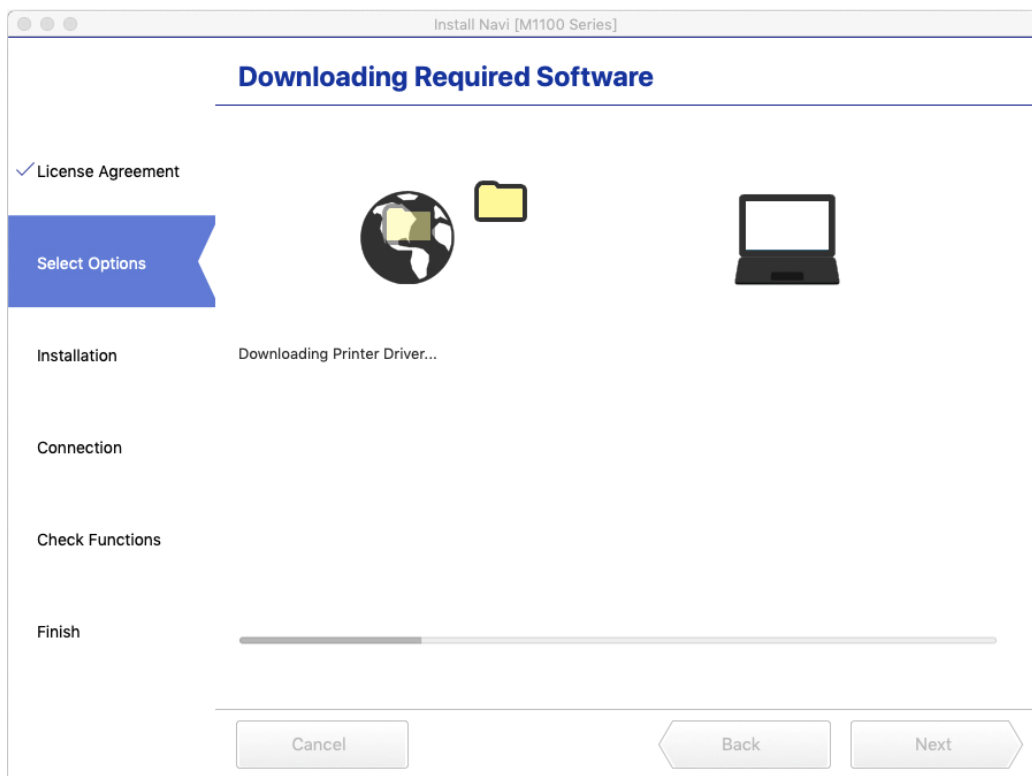 Install Navi [M1100 Series]
Downloading Required Software
License Agreement
Select Options
Installation
Downloading Printer Driver...
Connection
Check Functions
Finish
Cancel
Back
Next